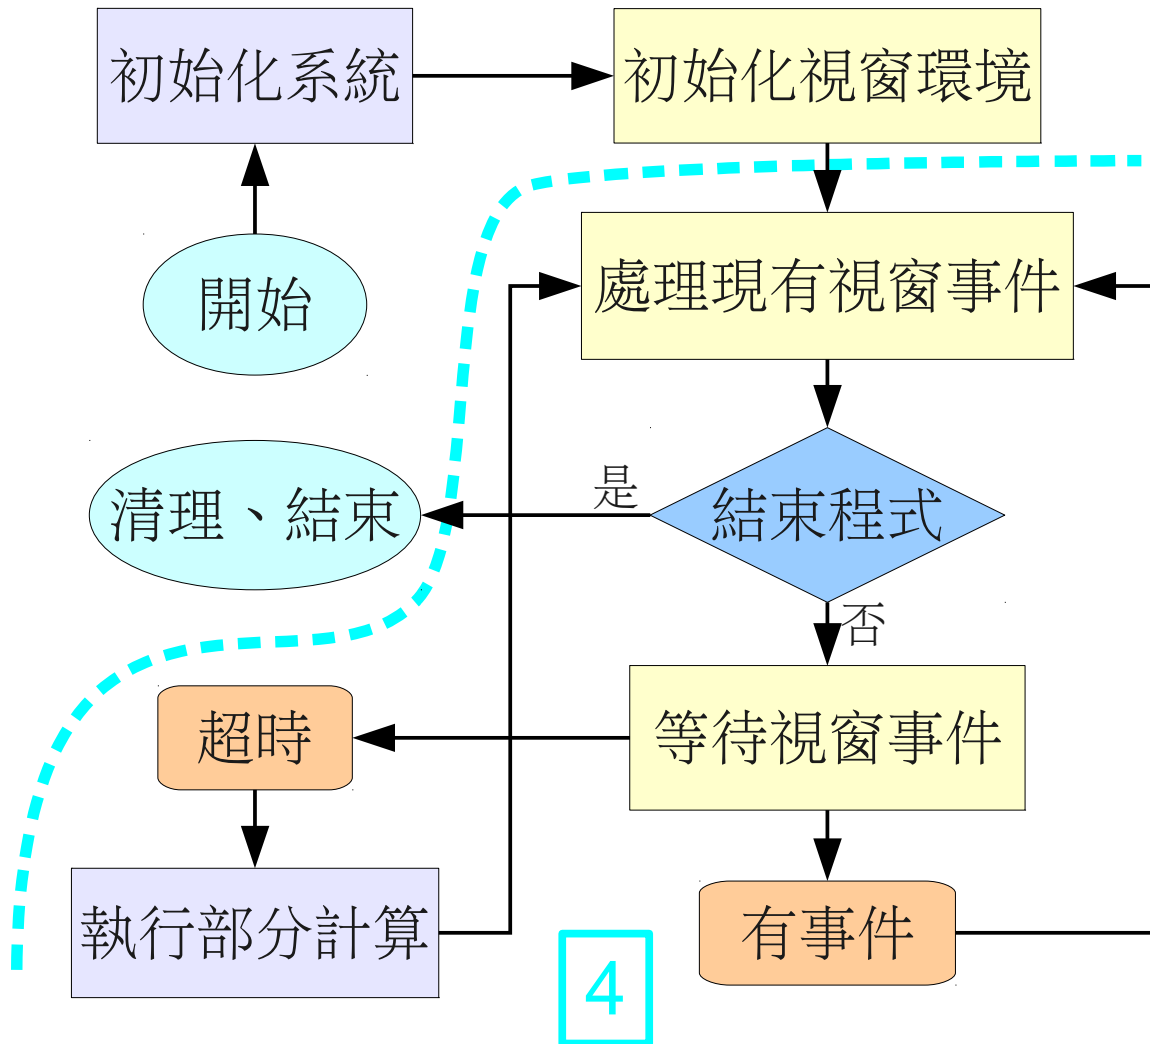 初始化系統
初始化視窗環境
開始
處理現有視窗事件
清理、結束
是
結束程式
否
超時
等待視窗事件
執行部分計算
有事件
4